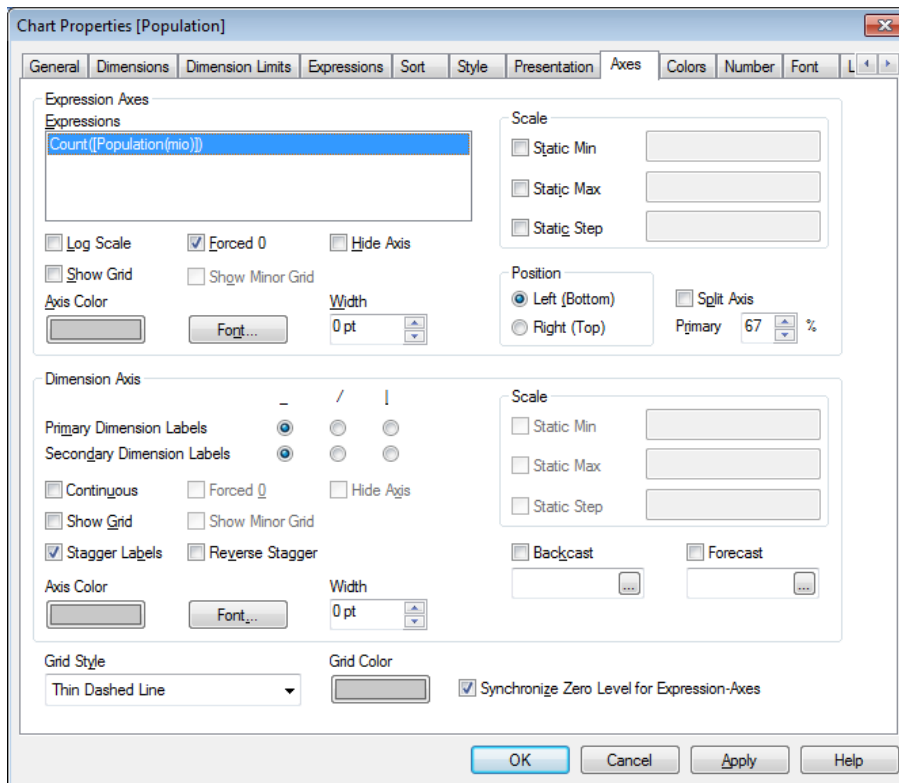 Chart Properties [Population]
General Dimensions Dimension Limits Expressions Sort Style Presentation Axes Colors Number Font L
Expression Axes
Expressions
Count([Population(mio)])
Scale
Static Min
Static Max
Static Step
Log Scale Forced 0 Hide Axis
Show Grid Show Minor Grid
Position
Left (Bottom) Split Axis
Right (Top) Primary 67 %
Axis Color Width
Font... 0 pt
Dimension Axis
_ / |
Primary Dimension Labels
Secondary Dimension Labels
Scale
Static Min
Static Max
Static Step
Continuous Forced 0 Hide Axis
Show Grid Show Minor Grid
Stagger Labels Reverse Stagger
Backcast Forecast
... ...
Axis Color Width
Font... 0 pt
Grid Style Grid Color
Thin Dashed Line Synchronize Zero Level for Expression-Axes
OK Cancel Apply Help